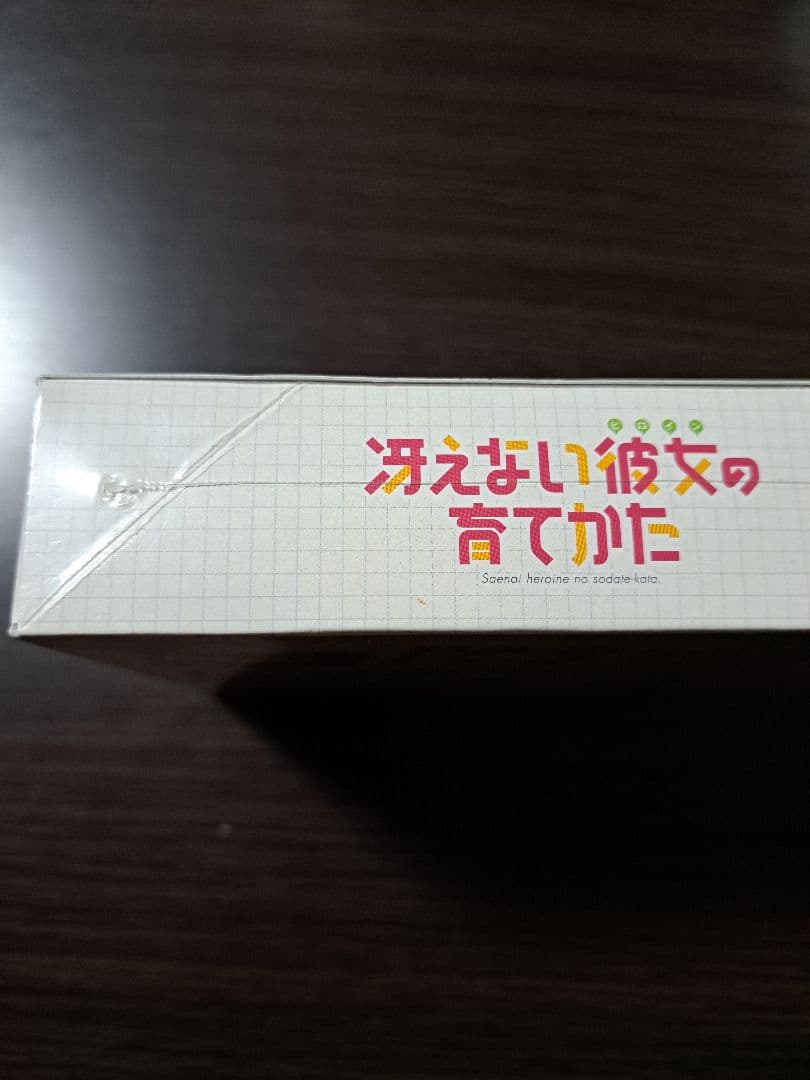 ヒロイン
冴えない彼女の
育てかた
Saenai heroine no sodate-kata.